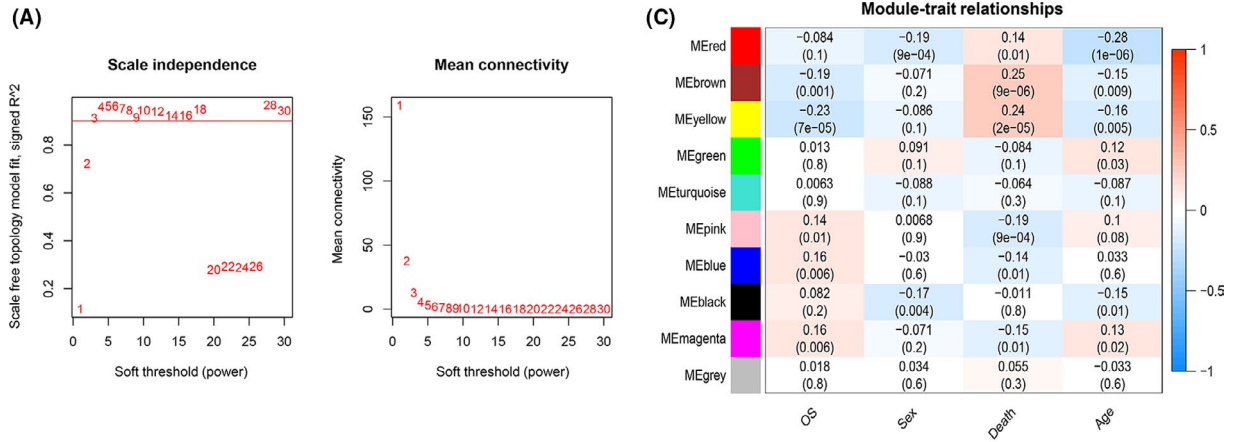 (A)
Scale independence
Scale free topology model fit, signed R^2
0.8
0.6
0.4
0.2
1
2
3
4
5
6
7
8
9
10
12
14
16
18
20
22
24
26
28
30
0
5
10
15
20
25
30
Soft threshold (power)
Mean connectivity
Mean connectivity
150
100
50
0
1
2
3
4
5
6
7
8
9
10
12
14
16
18
20
22
24
26
28
30
0
5
10
15
20
25
30
Soft threshold (power)
(C)
Module-trait relationships
MEred
−0.084 −0.19 0.14 −0.28
(0.1) (9e−04) (0.01) (1e−06)
MEbrown
−0.19 −0.071 0.25 −0.15
(0.001) (0.2) (9e−06) (0.009)
MEyellow
−0.23 −0.086 0.24 −0.16
(7e−05) (0.1) (2e−05) (0.005)
MEgreen
0.013 0.091 −0.084 0.12
(0.8) (0.1) (0.1) (0.03)
MEturquoise
0.0063 −0.088 −0.064 −0.087
(0.9) (0.1) (0.3) (0.1)
MEpink
0.14 0.0068 −0.19 0.1
(0.01) (0.9) (9e−04) (0.08)
MEblue
0.16 −0.03 −0.14 0.033
(0.006) (0.6) (0.01) (0.6)
MEblack
0.082 −0.17 −0.011 −0.15
(0.2) (0.004) (0.8) (0.01)
MEmagenta
0.16 −0.071 −0.15 0.13
(0.006) (0.2) (0.01) (0.02)
MEgrey
0.018 0.034 0.055 −0.033
(0.8) (0.6) (0.3) (0.6)
OS Sex Death Age
1
0.5
0
−0.5
−1